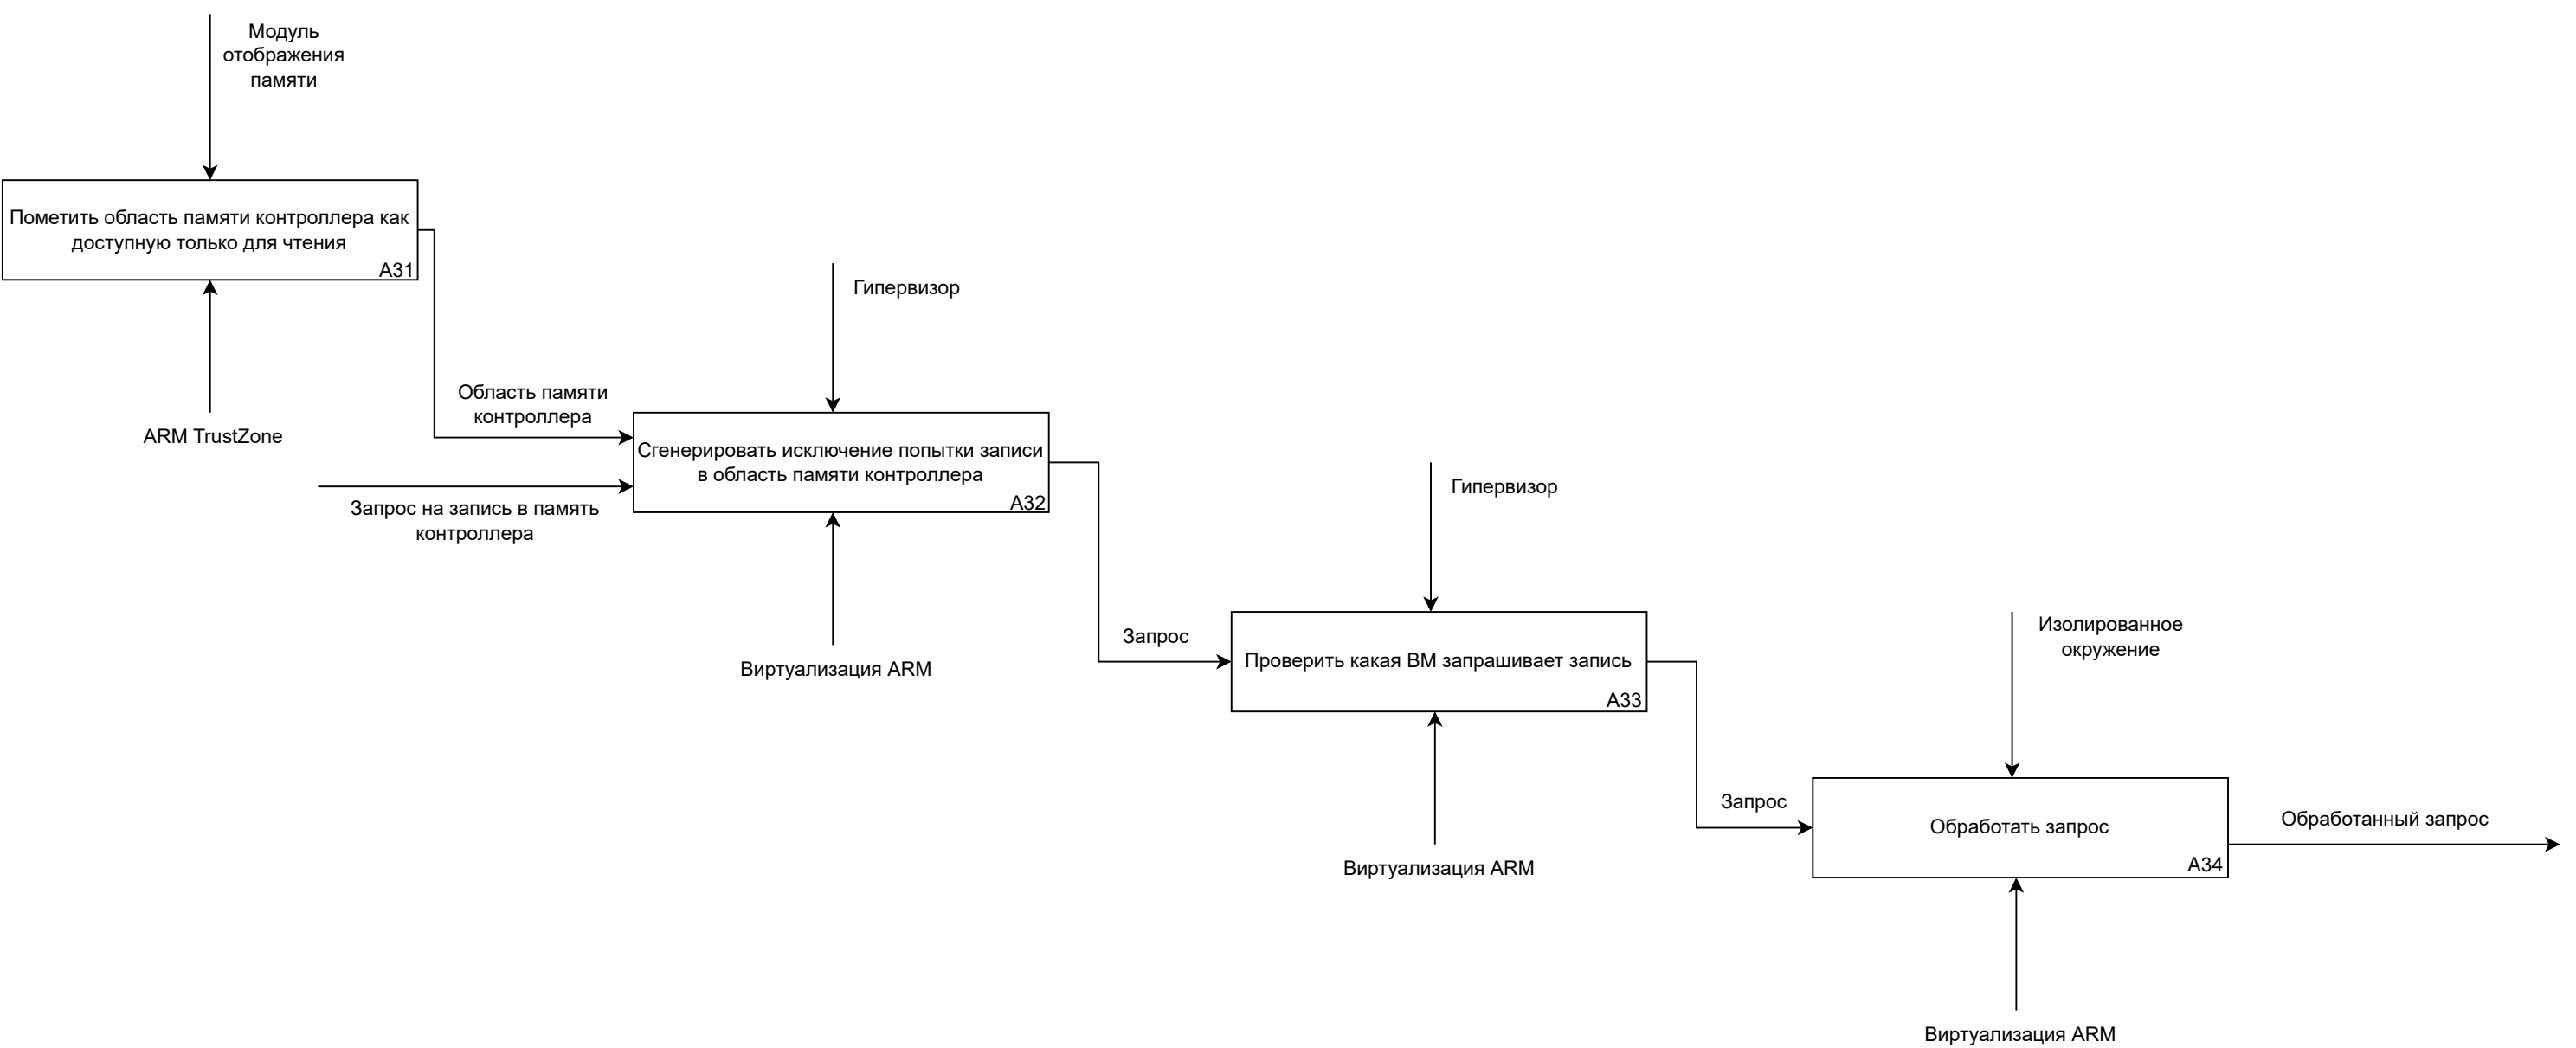 Модуль
отображения
памяти
Пометить область памяти контроллера как
доступную только для чтения
A31
ARM TrustZone
Гипервизор
Область памяти
контроллера
Сгенерировать исключение попытки записи
в область памяти контроллера
A32
Запрос на запись в память
контроллера
Виртуализация ARM
Гипервизор
Запрос
Проверить какая ВМ запрашивает запись
A33
Виртуализация ARM
Изолированное
окружение
Запрос
Обработать запрос
A34
Обработанный запрос
Виртуализация ARM